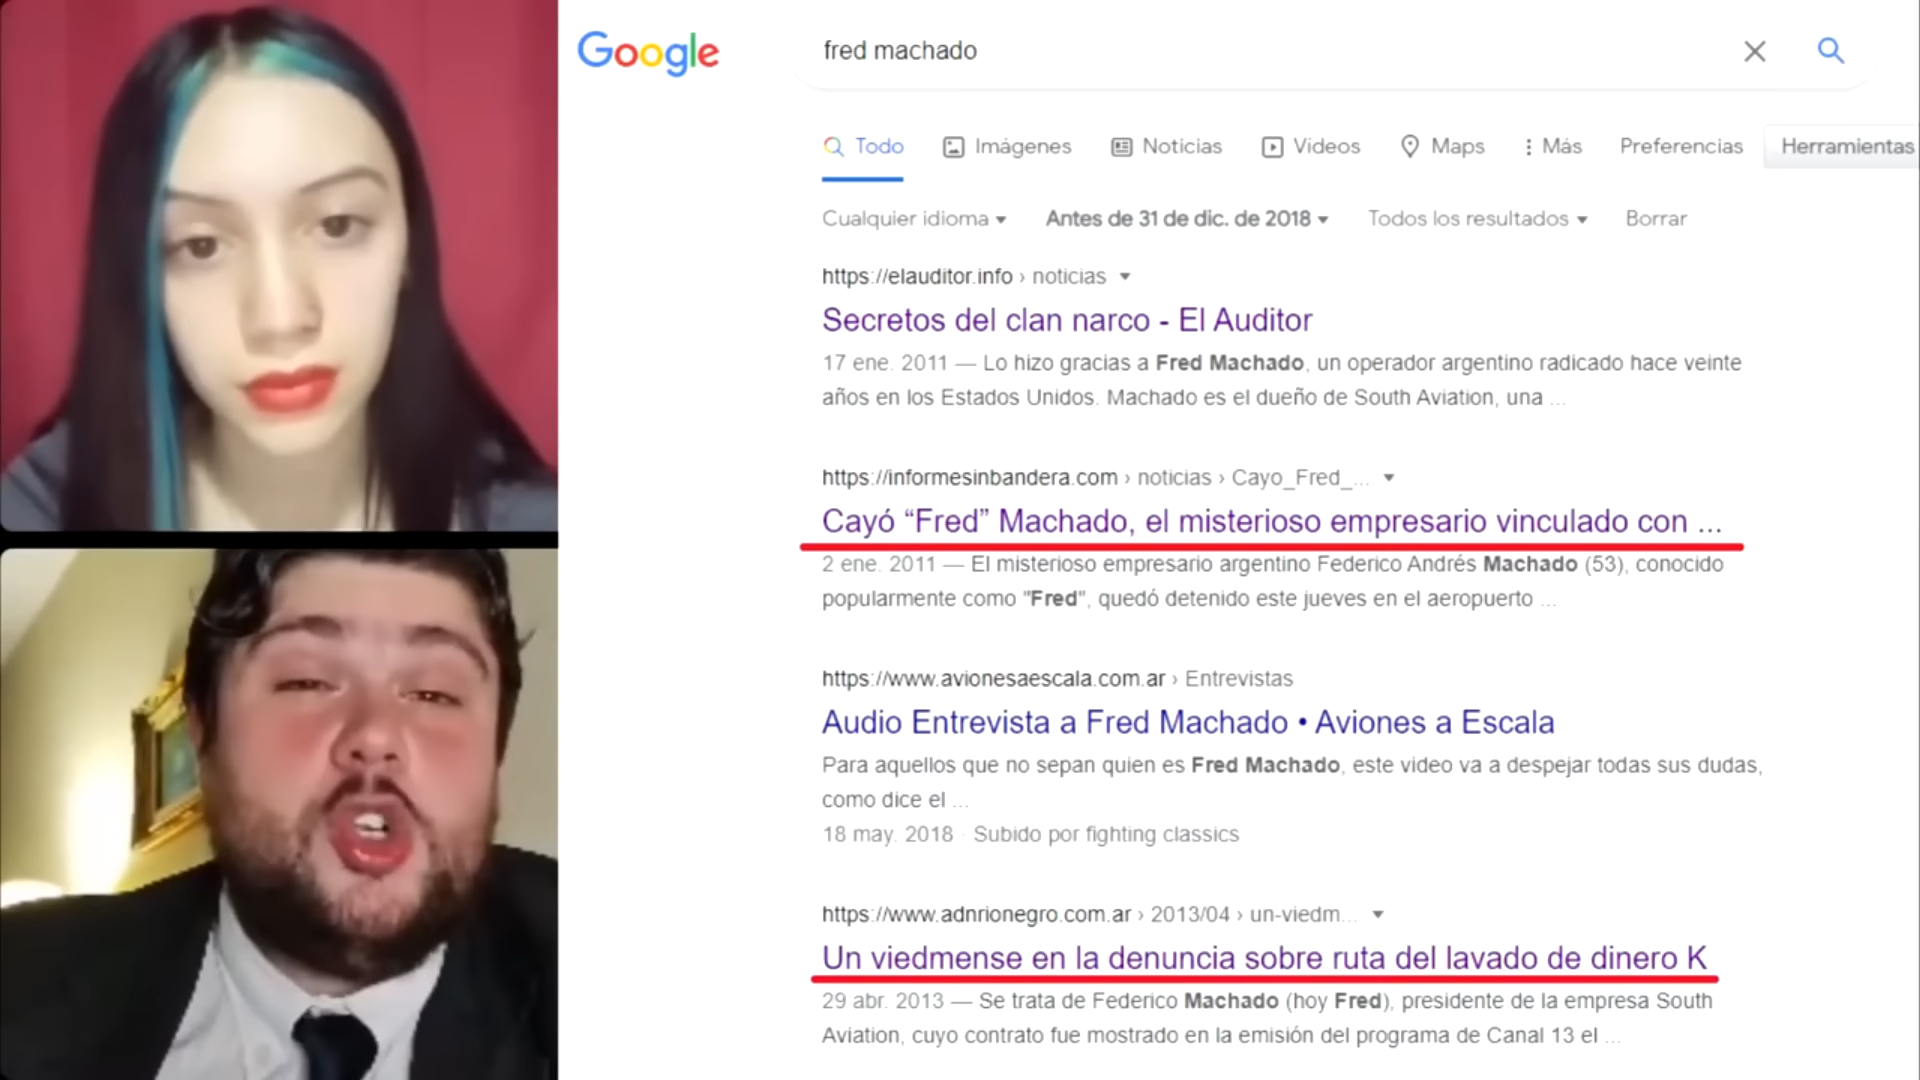 Google
fred machado
Todo
Imágenes
Noticias
Videos
Maps
Más
Preferencias
Herramientas
Cualquier idioma
Antes de 31 de dic. de 2018
Todos los resultados
Borrar
https://elauditor.info › noticias
Secretos del clan narco - El Auditor
17 ene. 2011 — Lo hizo gracias a Fred Machado, un operador argentino radicado hace veinte
años en los Estados Unidos. Machado es el dueño de South Aviation, una ...
https://informesinbandera.com › noticias › Cayo_Fred_...
Cayó “Fred” Machado, el misterioso empresario vinculado con ...
2 ene. 2011 — El misterioso empresario argentino Federico Andrés Machado (53), conocido
popularmente como "Fred", quedó detenido este jueves en el aeropuerto ...
https://www.avionesaescala.com.ar › Entrevistas
Audio Entrevista a Fred Machado • Aviones a Escala
Para aquellos que no sepan quien es Fred Machado, este video va a despejar todas sus dudas,
como dice el ...
18 may. 2018 · Subido por fighting classics
https://www.adnrionegro.com.ar › 2013/04 › un-viedm...
Un viedmense en la denuncia sobre ruta del lavado de dinero K
29 abr. 2013 — Se trata de Federico Machado (hoy Fred), presidente de la empresa South
Aviation, cuyo contrato fue mostrado en la emisión del programa de Canal 13 el ...